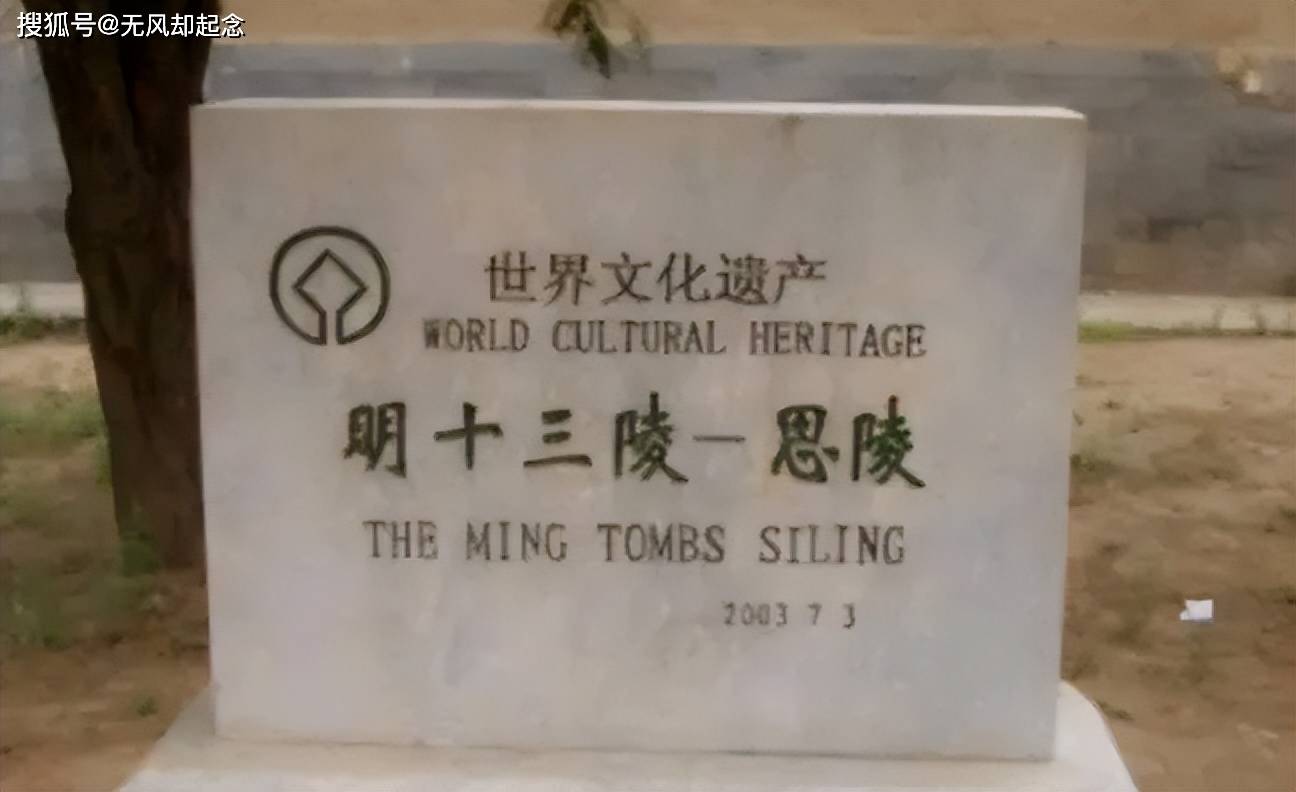 搜狐号@无风却起念
世界文化遗产
WORLD CULTURAL HERITAGE
明十三陵－思陵
THE MING TOMBS SILING
2003 7 3